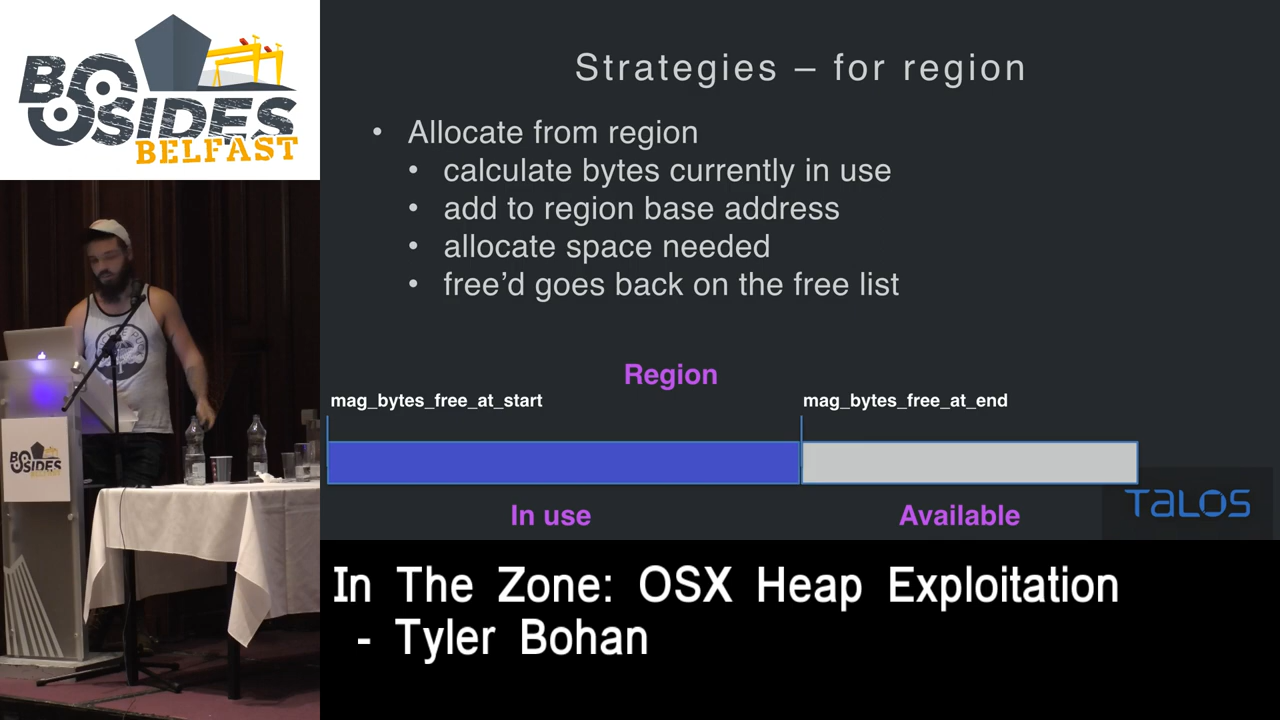 BSIDES
BELFAST
Strategies – for region
• Allocate from region
• calculate bytes currently in use
• add to region base address
• allocate space needed
• free’d goes back on the free list
Region
mag_bytes_free_at_start
mag_bytes_free_at_end
In use
Available
TALOS
BSIDES
BELFAST
In The Zone: OSX Heap Exploitation
- Tyler Bohan